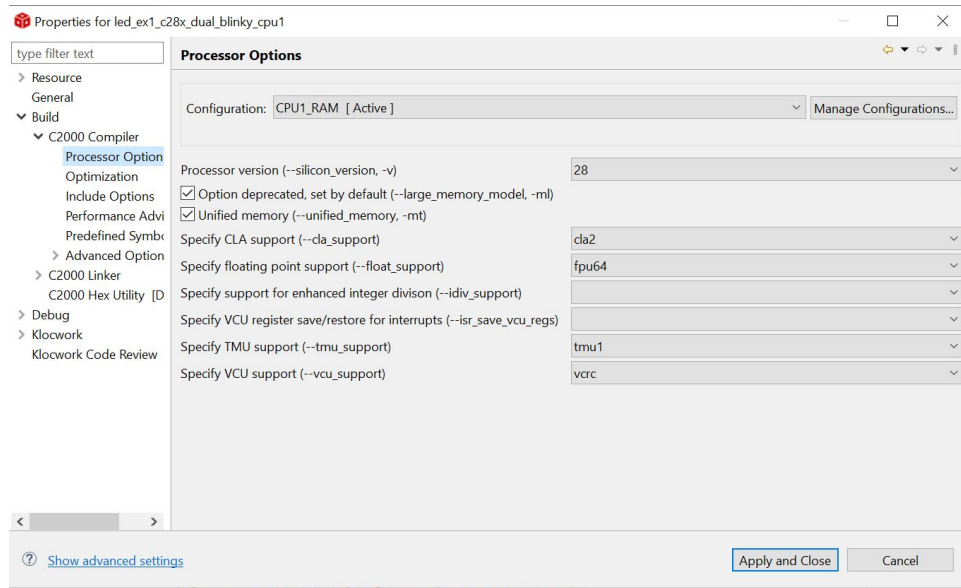 Properties for led_ex1_c28x_dual_blinky_cpu1
type filter text
Resource
General
Build
C2000 Compiler
Processor Option
Optimization
Include Options
Performance Advi
Predefined Symbo
Advanced Option
C2000 Linker
C2000 Hex Utility [D
Debug
Klocwork
Klocwork Code Review
Processor Options
Configuration: CPU1_RAM [ Active ] Manage Configurations...
Processor version (--silicon_version, -v) 28
Option deprecated, set by default (--large_memory_model, -ml)
Unified memory (--unified_memory, -mt)
Specify CLA support (--cla_support) cla2
Specify floating point support (--float_support) fpu64
Specify support for enhanced integer divison (--idiv_support)
Specify VCU register save/restore for interrupts (--isr_save_vcu_regs)
Specify TMU support (--tmu_support) tmu1
Specify VCU support (--vcu_support) vcrc
? Show advanced settings
Apply and Close Cancel